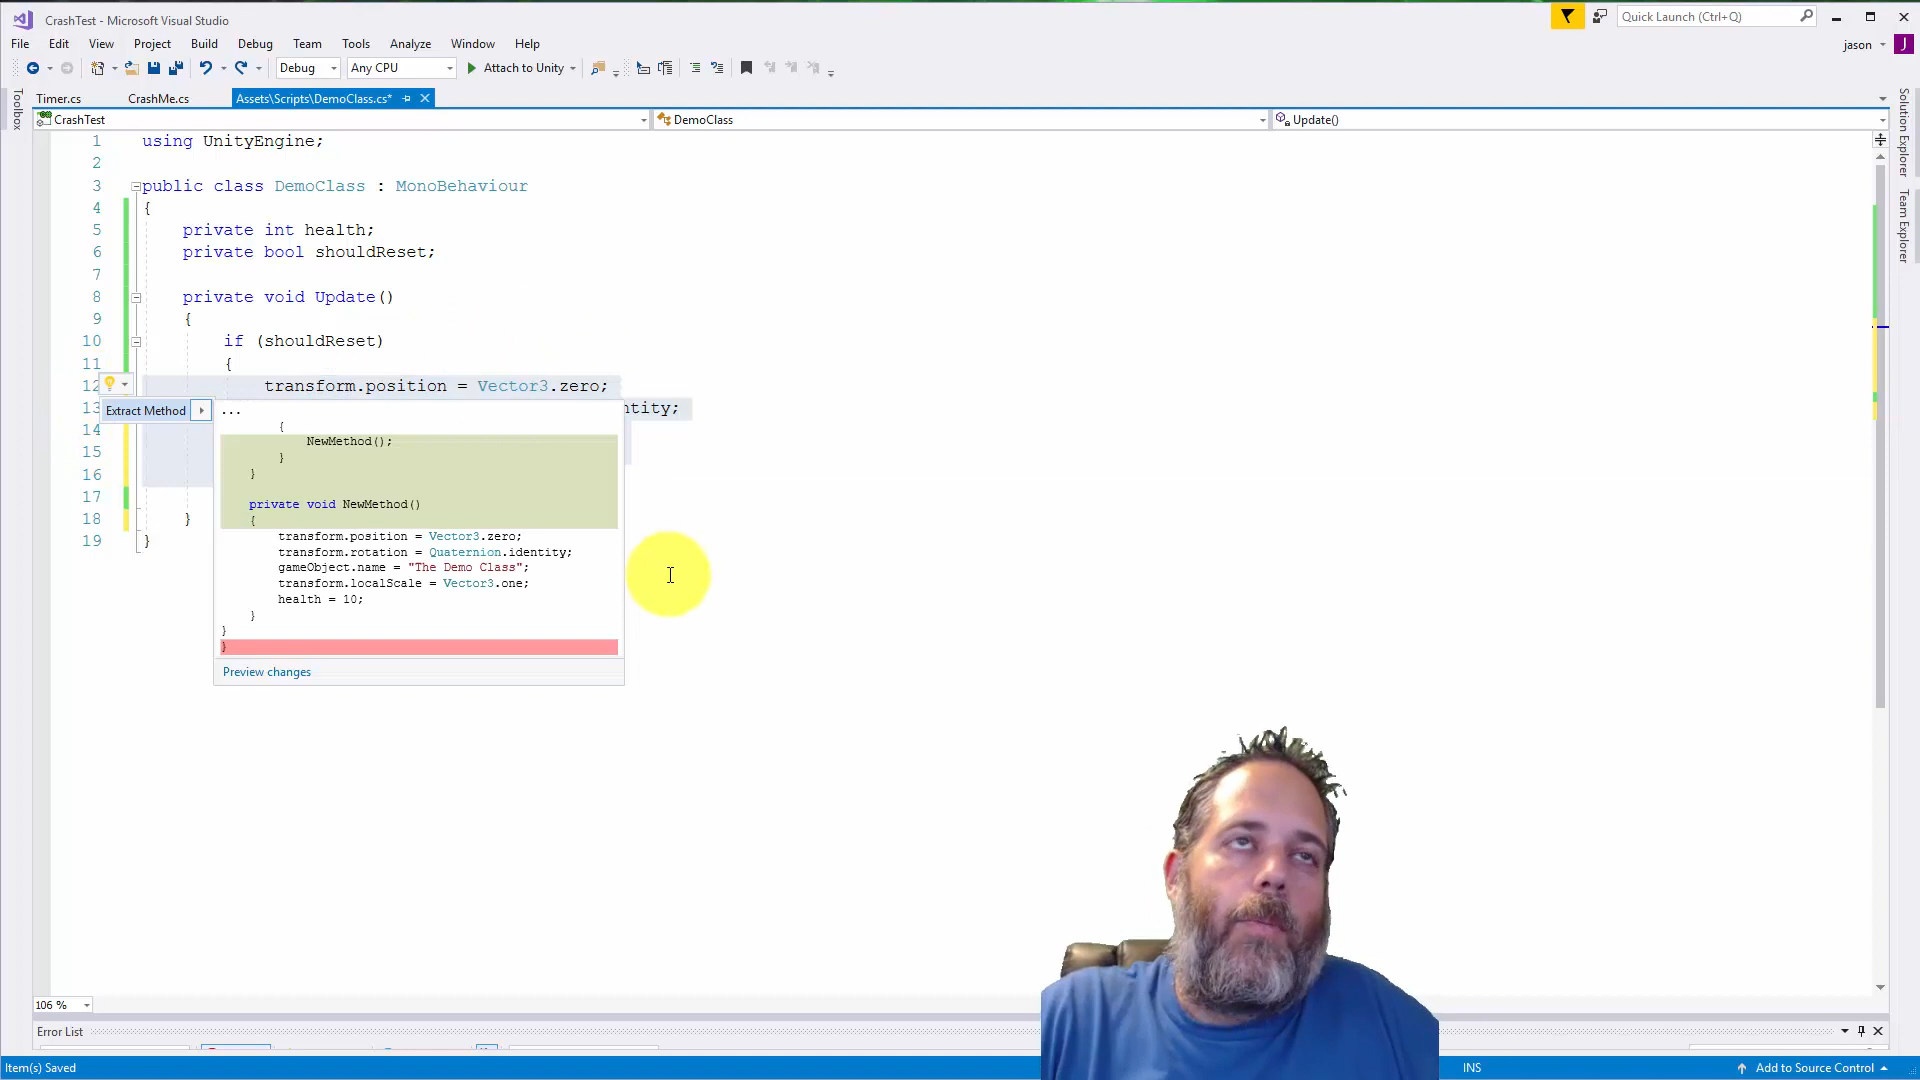 CrashTest - Microsoft Visual Studio
Quick Launch (Ctrl+Q)
File Edit View Project Build Debug Team Tools Analyze Window Help
jason J
Debug Any CPU Attach to Unity
Toolbox
Timer.cs CrashMe.cs Assets\Scripts\DemoClass.cs*
CrashTest DemoClass Update()
Solution Explorer
Team Explorer
1 using UnityEngine;
2
3 public class DemoClass : MonoBehaviour
4 {
5 private int health;
6 private bool shouldReset;
7
8 private void Update()
9 {
10 if (shouldReset)
11 {
12 transform.position = Vector3.zero;
13 ntity;
14
15
16
17
18 }
19 }
Extract Method
...
{
NewMethod();
}
}
private void NewMethod()
{
transform.position = Vector3.zero;
transform.rotation = Quaternion.identity;
gameObject.name = "The Demo Class";
transform.localScale = Vector3.one;
health = 10;
}
}
}
Preview changes
106 %
Error List
Item(s) Saved INS Add to Source Control